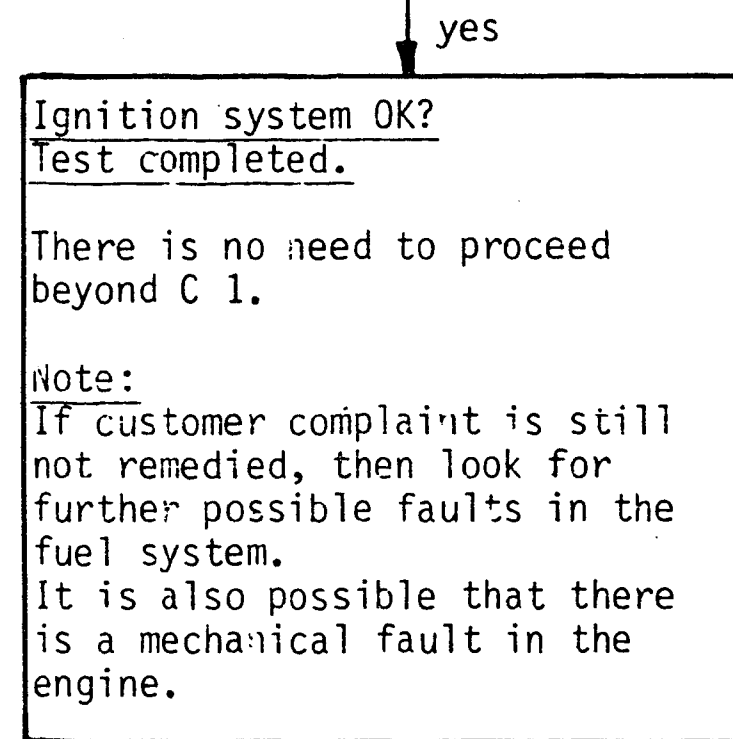 yes
Ignition system OK?
Test completed.
There is no need to proceed
beyond C 1.
Note:
If customer complaint is still
not remedied, then look for
further possible faults in the
fuel system.
It is also possible that there
is a mechanical fault in the
engine.